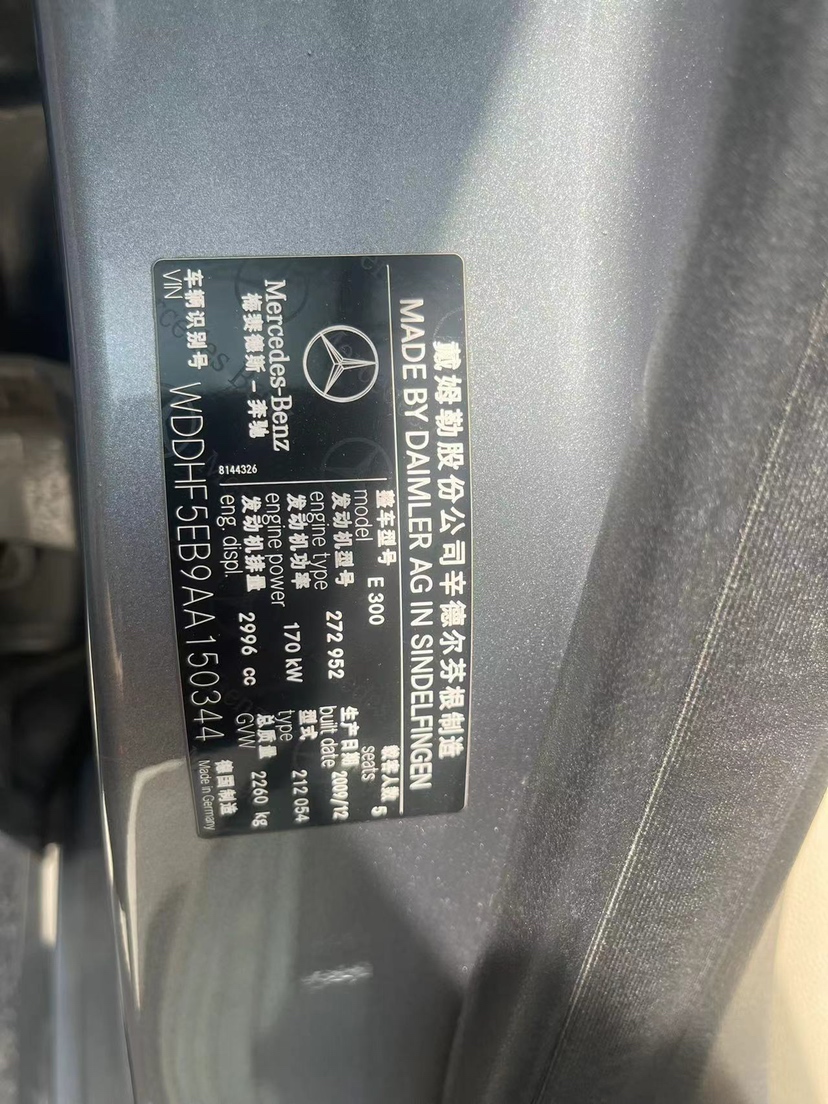 戴姆勒股份公司辛德尔芬根制造
MADE BY DAIMLER AG IN SINDELFINGEN
Mercedes-Benz
梅赛德斯-奔驰
8144326
整车型号 E 300 载客人数 5
model seats
发动机型号 272 952 生产日期 2009/12
engine type built date
发动机功率 170 kW 型式 212 054
engine power type
发动机排量 2996 cc 总质量 2260 kg
eng. displ. GVW
车辆识别号 WDDHF5EB9AA150344 德国制造
VIN Made in Germany